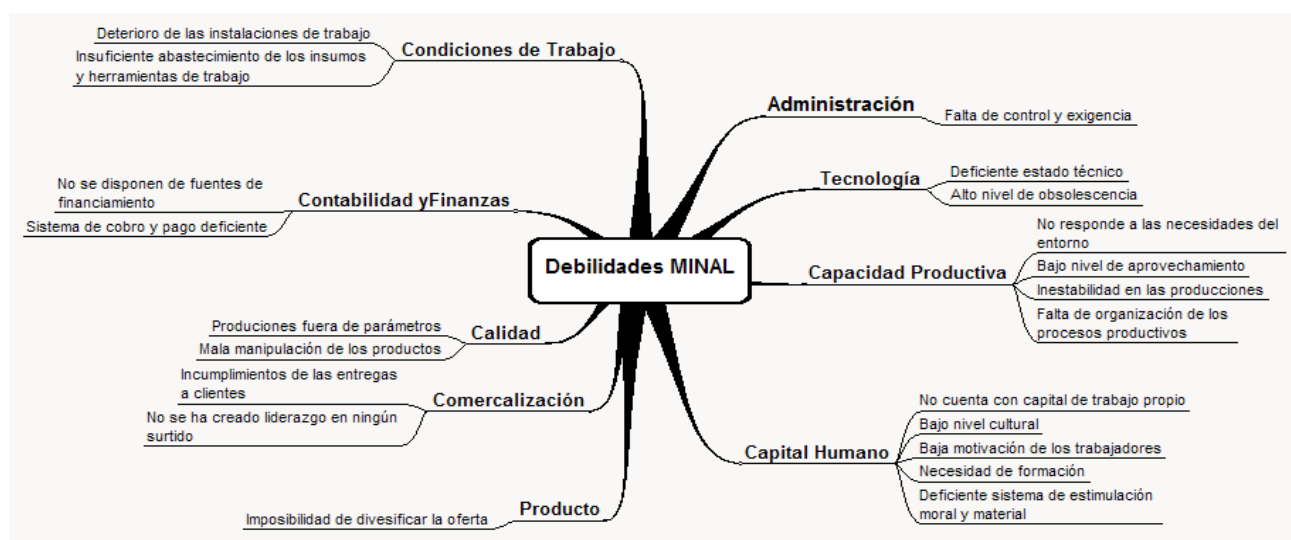 Deterioro de las instalaciones de trabajo
Insuficiente abastecimiento de los insumos
y herramientas de trabajo
Condiciones de Trabajo
No se disponen de fuentes de
financiamiento
Sistema de cobro y pago deficiente
Contabilidad yFinanzas
Produciones fuera de parámetros
Mala manipulación de los productos
Calidad
Incumplimientos de las entregas
a clientes
No se ha creado liderazgo en ningún
surtido
Comercalización
Imposibilidad de divesificar la oferta
Producto
Debilidades MINAL
Administración
Falta de control y exigencia
Tecnología
Deficiente estado técnico
Alto nivel de obsolescencia
Capacidad Productiva
No responde a las necesidades del
entorno
Bajo nivel de aprovechamiento
Inestabilidad en las producciones
Falta de organización de los
procesos productivos
Capital Humano
No cuenta con capital de trabajo propio
Bajo nivel cultural
Baja motivación de los trabajadores
Necesidad de formación
Deficiente sistema de estimulación
moral y material